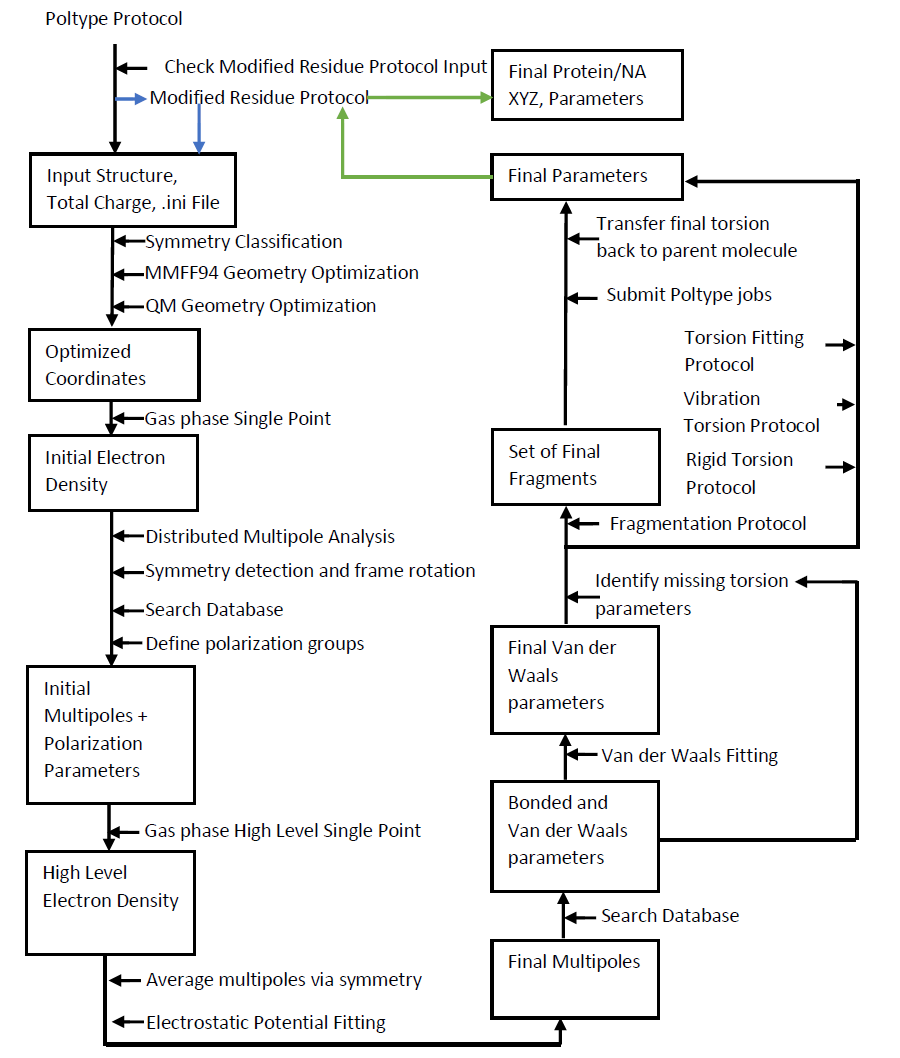 Poltype Protocol
Check Modified Residue Protocol Input
Modified Residue Protocol
Input Structure,
Total Charge, .ini File
Symmetry Classification
MMFF94 Geometry Optimization
QM Geometry Optimization
Optimized
Coordinates
Gas phase Single Point
Initial Electron
Density
Distributed Multipole Analysis
Symmetry detection and frame rotation
Search Database
Define polarization groups
Initial
Multipoles +
Polarization
Parameters
Gas phase High Level Single Point
High Level
Electron Density
Average multipoles via symmetry
Electrostatic Potential Fitting
Final Protein/NA
XYZ, Parameters
Final Parameters
Transfer final torsion
back to parent molecule
Submit Poltype jobs
Torsion Fitting
Protocol
Vibration
Torsion Protocol
Rigid Torsion
Protocol
Set of Final
Fragments
Fragmentation Protocol
Identify missing torsion
parameters
Final Van der
Waals
parameters
Van der Waals Fitting
Bonded and
Van der Waals
parameters
Search Database
Final Multipoles